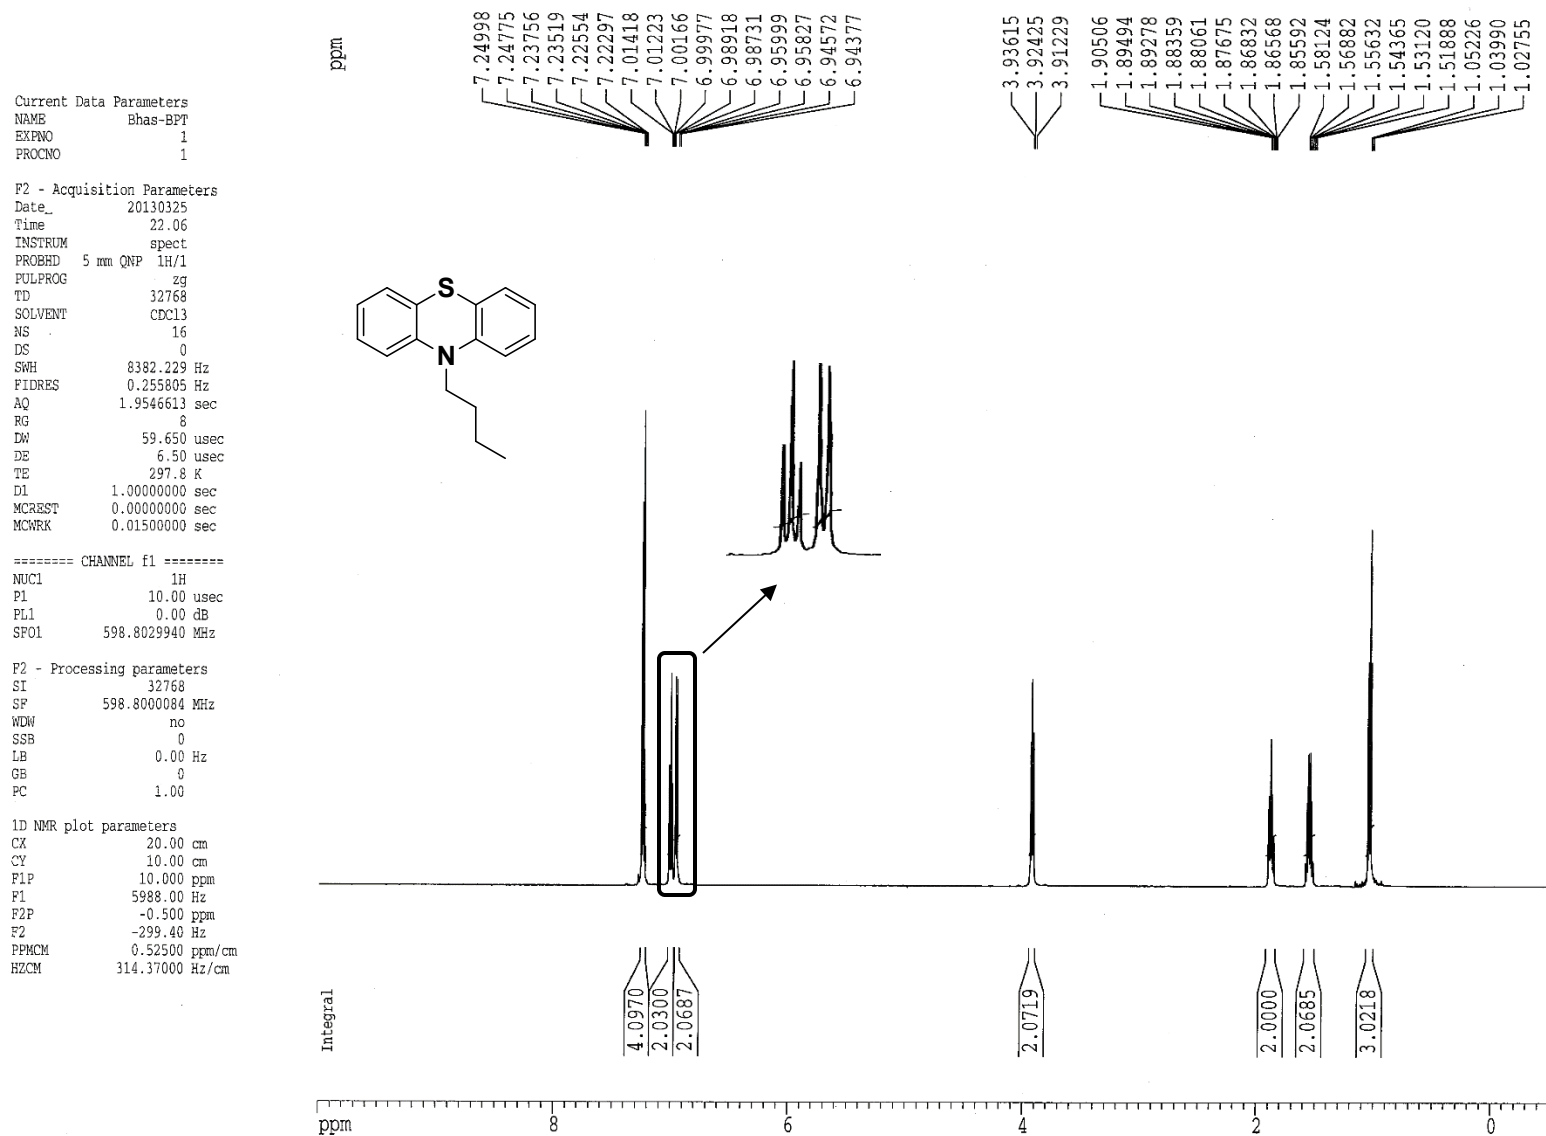 Current Data Parameters
NAME Bhas-BPT
EXPNO 1
PROCNO 1
F2 - Acquisition Parameters
Date_ 20130325
Time 22.06
INSTRUM spect
PROBHD 5 mm QNP 1H/1
PULPROG zg
TD 32768
SOLVENT CDCl3
NS 16
DS 0
SWH 8382.229 Hz
FIDRES 0.255805 Hz
AQ 1.9546613 sec
RG 8
DW 59.650 usec
DE 6.50 usec
TE 297.8 K
D1 1.00000000 sec
MCREST 0.00000000 sec
MCWRK 0.01500000 sec
======== CHANNEL f1 ========
NUC1 1H
P1 10.00 usec
PL1 0.00 dB
SFO1 598.8029940 MHz
F2 - Processing parameters
SI 32768
SF 598.8000084 MHz
WDW no
SSB 0
LB 0.00 Hz
GB 0
PC 1.00
1D NMR plot parameters
CX 20.00 cm
CY 10.00 cm
F1P 10.000 ppm
F1 5988.00 Hz
F2P -0.500 ppm
F2 -299.40 Hz
PPMCM 0.52500 ppm/cm
HZCM 314.37000 Hz/cm
ppm
7.24998
7.24775
7.23756
7.23519
7.22554
7.22297
7.01418
7.01223
7.00166
6.99977
6.98918
6.98731
6.95999
6.95827
6.94572
6.94377
3.93615
3.92425
3.91229
1.90506
1.89494
1.89278
1.88359
1.88061
1.87675
1.86832
1.86568
1.85592
1.58124
1.56882
1.55632
1.54365
1.53120
1.51888
1.05226
1.03990
1.02755
S
N
Integral
4.0970
2.0300
2.0687
2.0719
2.0000
2.0685
3.0218
ppm 8 6 4 2 0